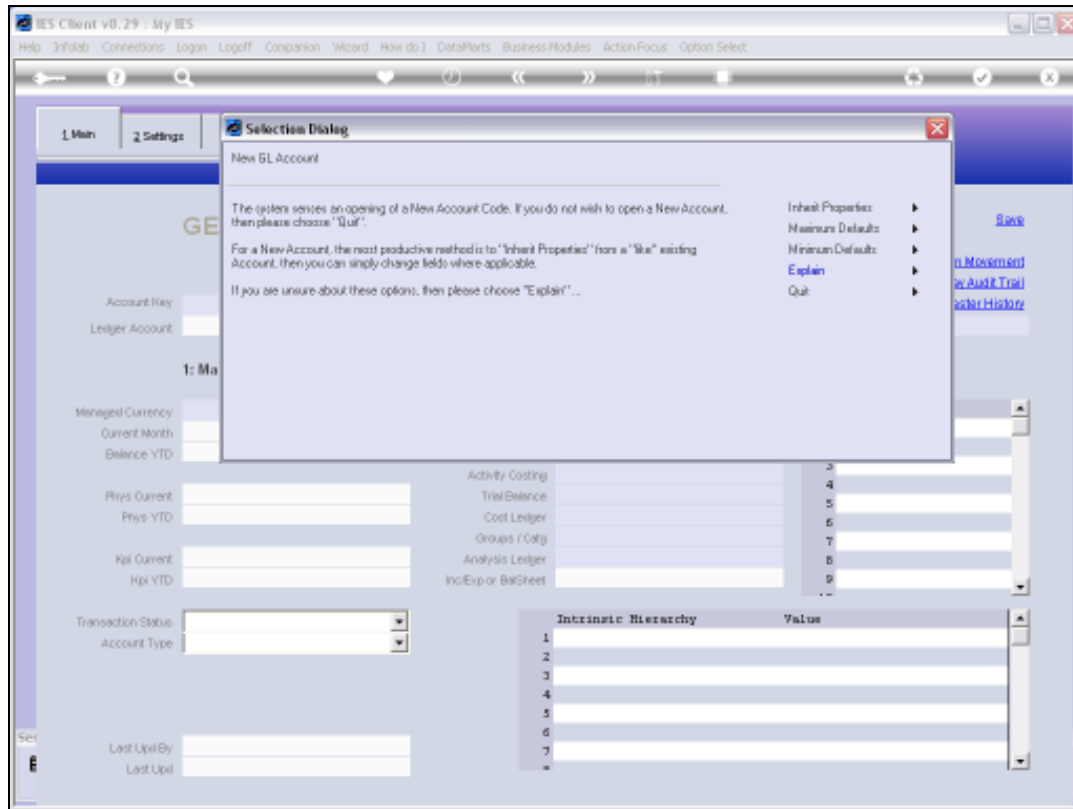 IES Client v0.29 : My IES
Help Infolab Connections Logon Logoff Companion Wizard How do I DataMarts Business Modules Action Focus Option Select
1 Main
2 Settings
Selection Dialog
New GL Account
The system senses an opening of a New Account Code. If you do not wish to open a New Account,
then please choose "Quit".
For a New Account, the most productive method is to "Inherit Properties" from a "like" existing
Account, then you can simply change fields where applicable.
If you are unsure about these options, then please choose "Explain"...
Inherit Properties
Maximum Defaults
Minimum Defaults
Explain
Quit
GE
Save
n Movement
ew Audit Trail
aster History
Account Key
Ledger Account
1: Ma
Managed Currency
Current Month
Balance YTD
Phys Current
Phys YTD
Kpi Current
Kpi YTD
Activity Costing
Trial Balance
Cost Ledger
Groups / Catg
Analysis Ledger
Inc/Exp or BalSheet
3
4
5
6
7
8
9
Transaction Status
Account Type
Intrinsic Hierarchy Value
1
2
3
4
5
6
7
Last Upd By
Last Upd